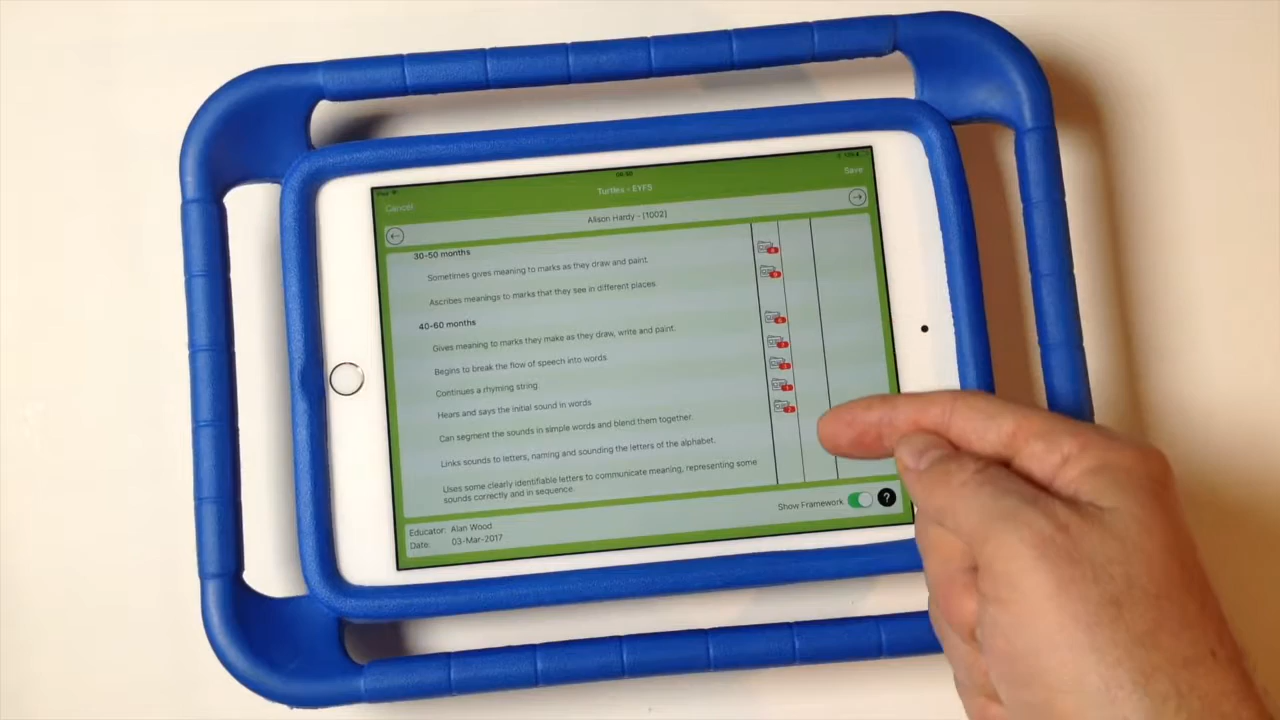 Turtles - EYFS
Cancel
Save
Alison Hardy - [1002]
30-50 months
Sometimes gives meaning to marks as they draw and paint.
Ascribes meanings to marks that they see in different places.
40-60 months
Gives meaning to marks they make as they draw, write and paint.
Begins to break the flow of speech into words
Continues a rhyming string
Hears and says the initial sound in words
Can segment the sounds in simple words and blend them together.
Links sounds to letters, naming and sounding the letters of the alphabet.
Uses some clearly identifiable letters to communicate meaning, representing some
sounds correctly and in sequence.
Show Framework ?
Educator: Alan Wood
Date: 03-Mar-2017